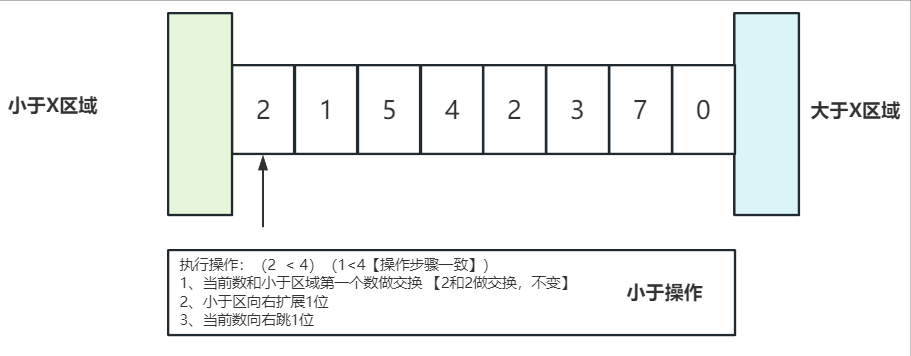 小于X区域
2 1 5 4 2 3 7 0
大于X区域
执行操作：（2 < 4）（1<4【操作步骤一致】）
1、当前数和小于区域第一个数做交换 【2和2做交换，不变】
2、小于区向右扩展1位
3、当前数向右跳1位
小于操作